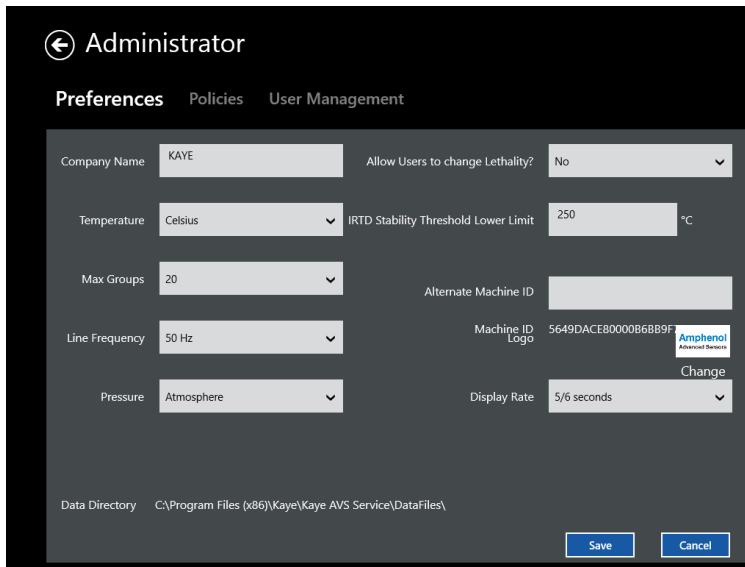 Administrator
Preferences Policies User Management
Company Name KAYE Allow Users to change Lethality? No
Temperature Celsius IRTD Stability Threshold Lower Limit 250 °C
Max Groups 20 Alternate Machine ID
Line Frequency 50 Hz Machine ID 5649DACE80000B6BB9F
Logo Amphenol
Advanced Sensors
Change
Pressure Atmosphere Display Rate 5/6 seconds
Data Directory C:\Program Files (x86)\Kaye\Kaye AVS Service\DataFiles\
Save Cancel